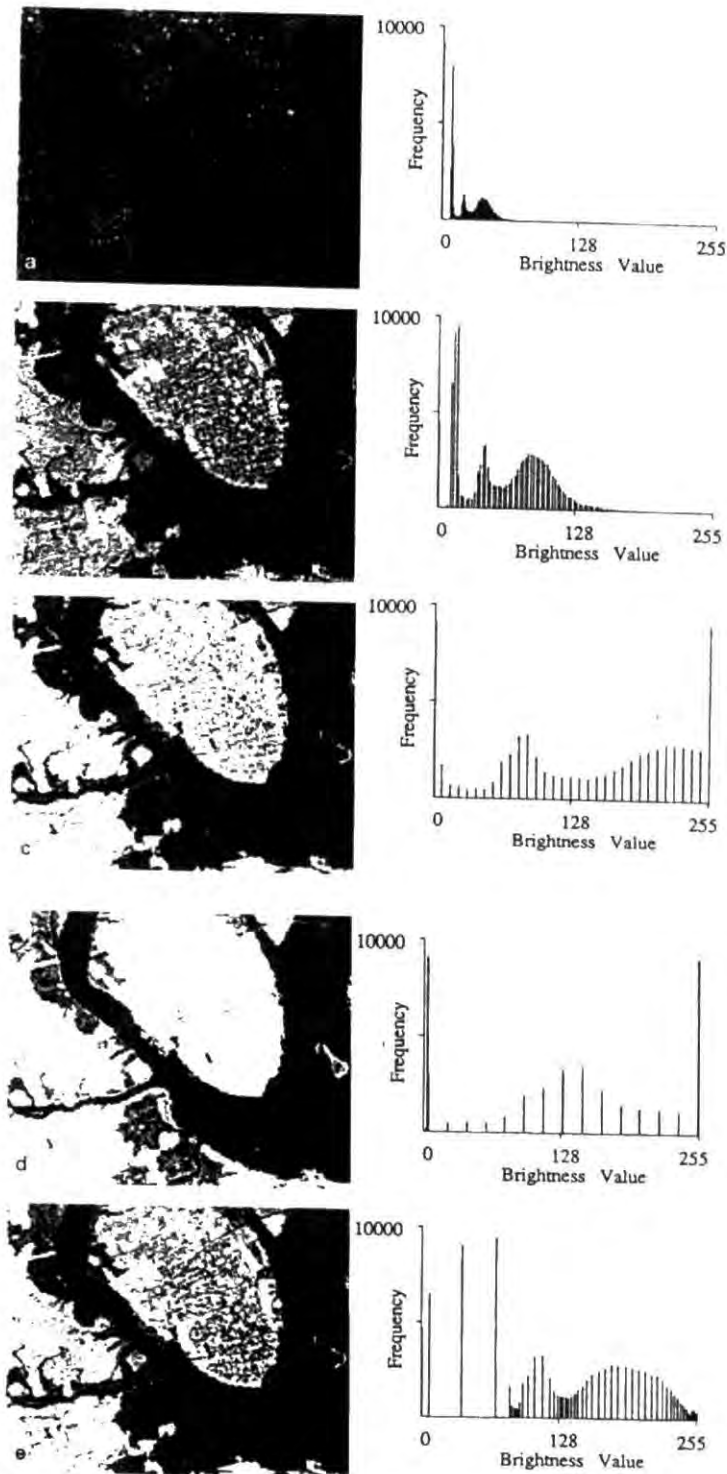 10000
Frequency
a
0 128 255
Brightness Value
10000
Frequency
b
0 128 255
Brightness Value
10000
Frequency
c
0 128 255
Brightness Value
10000
Frequency
d
0 128 255
Brightness Value
10000
Frequency
e
0 128 255
Brightness Value